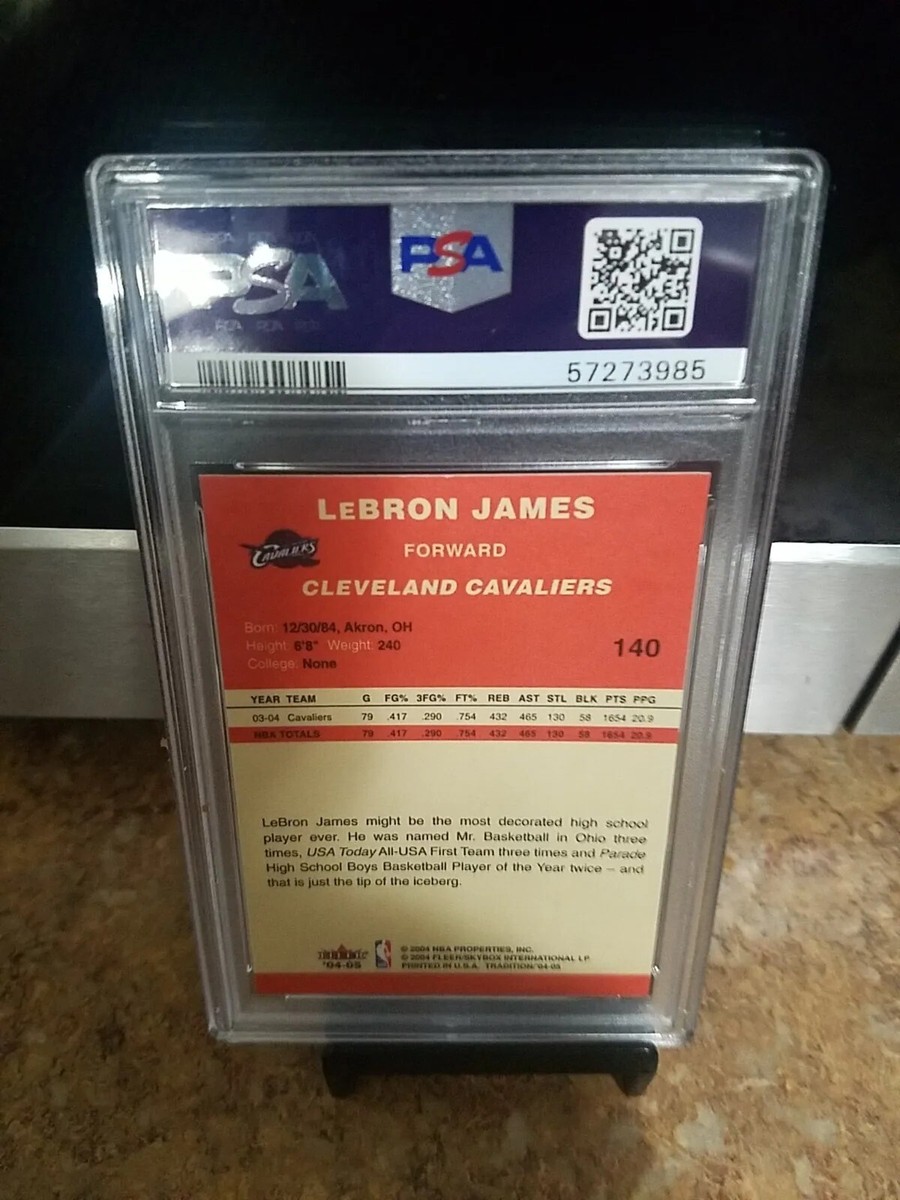 PSA
PSA
57273985
LEBRON JAMES
CAVALIERS
FORWARD
CLEVELAND CAVALIERS
Born: 12/30/84, Akron, OH
Height: 6'8" Weight: 240
140
College: None
YEAR TEAM G FG% 3FG% FT% REB AST STL BLK PTS PPG
03-04 Cavaliers 79 .417 .290 .754 432 465 130 58 1654 20.9
NBA TOTALS 79 .417 .290 .754 432 465 130 58 1654 20.9
LeBron James might be the most decorated high school
player ever. He was named Mr. Basketball in Ohio three
times, USA Today All-USA First Team three times and Parade
High School Boys Basketball Player of the Year twice – and
that is just the tip of the iceberg.
FLEER
'04-05
© 2004 NBA PROPERTIES, INC.
© 2004 FLEER/SKYBOX INTERNATIONAL LP
PRINTED IN U.S.A. TRADITION '04-05